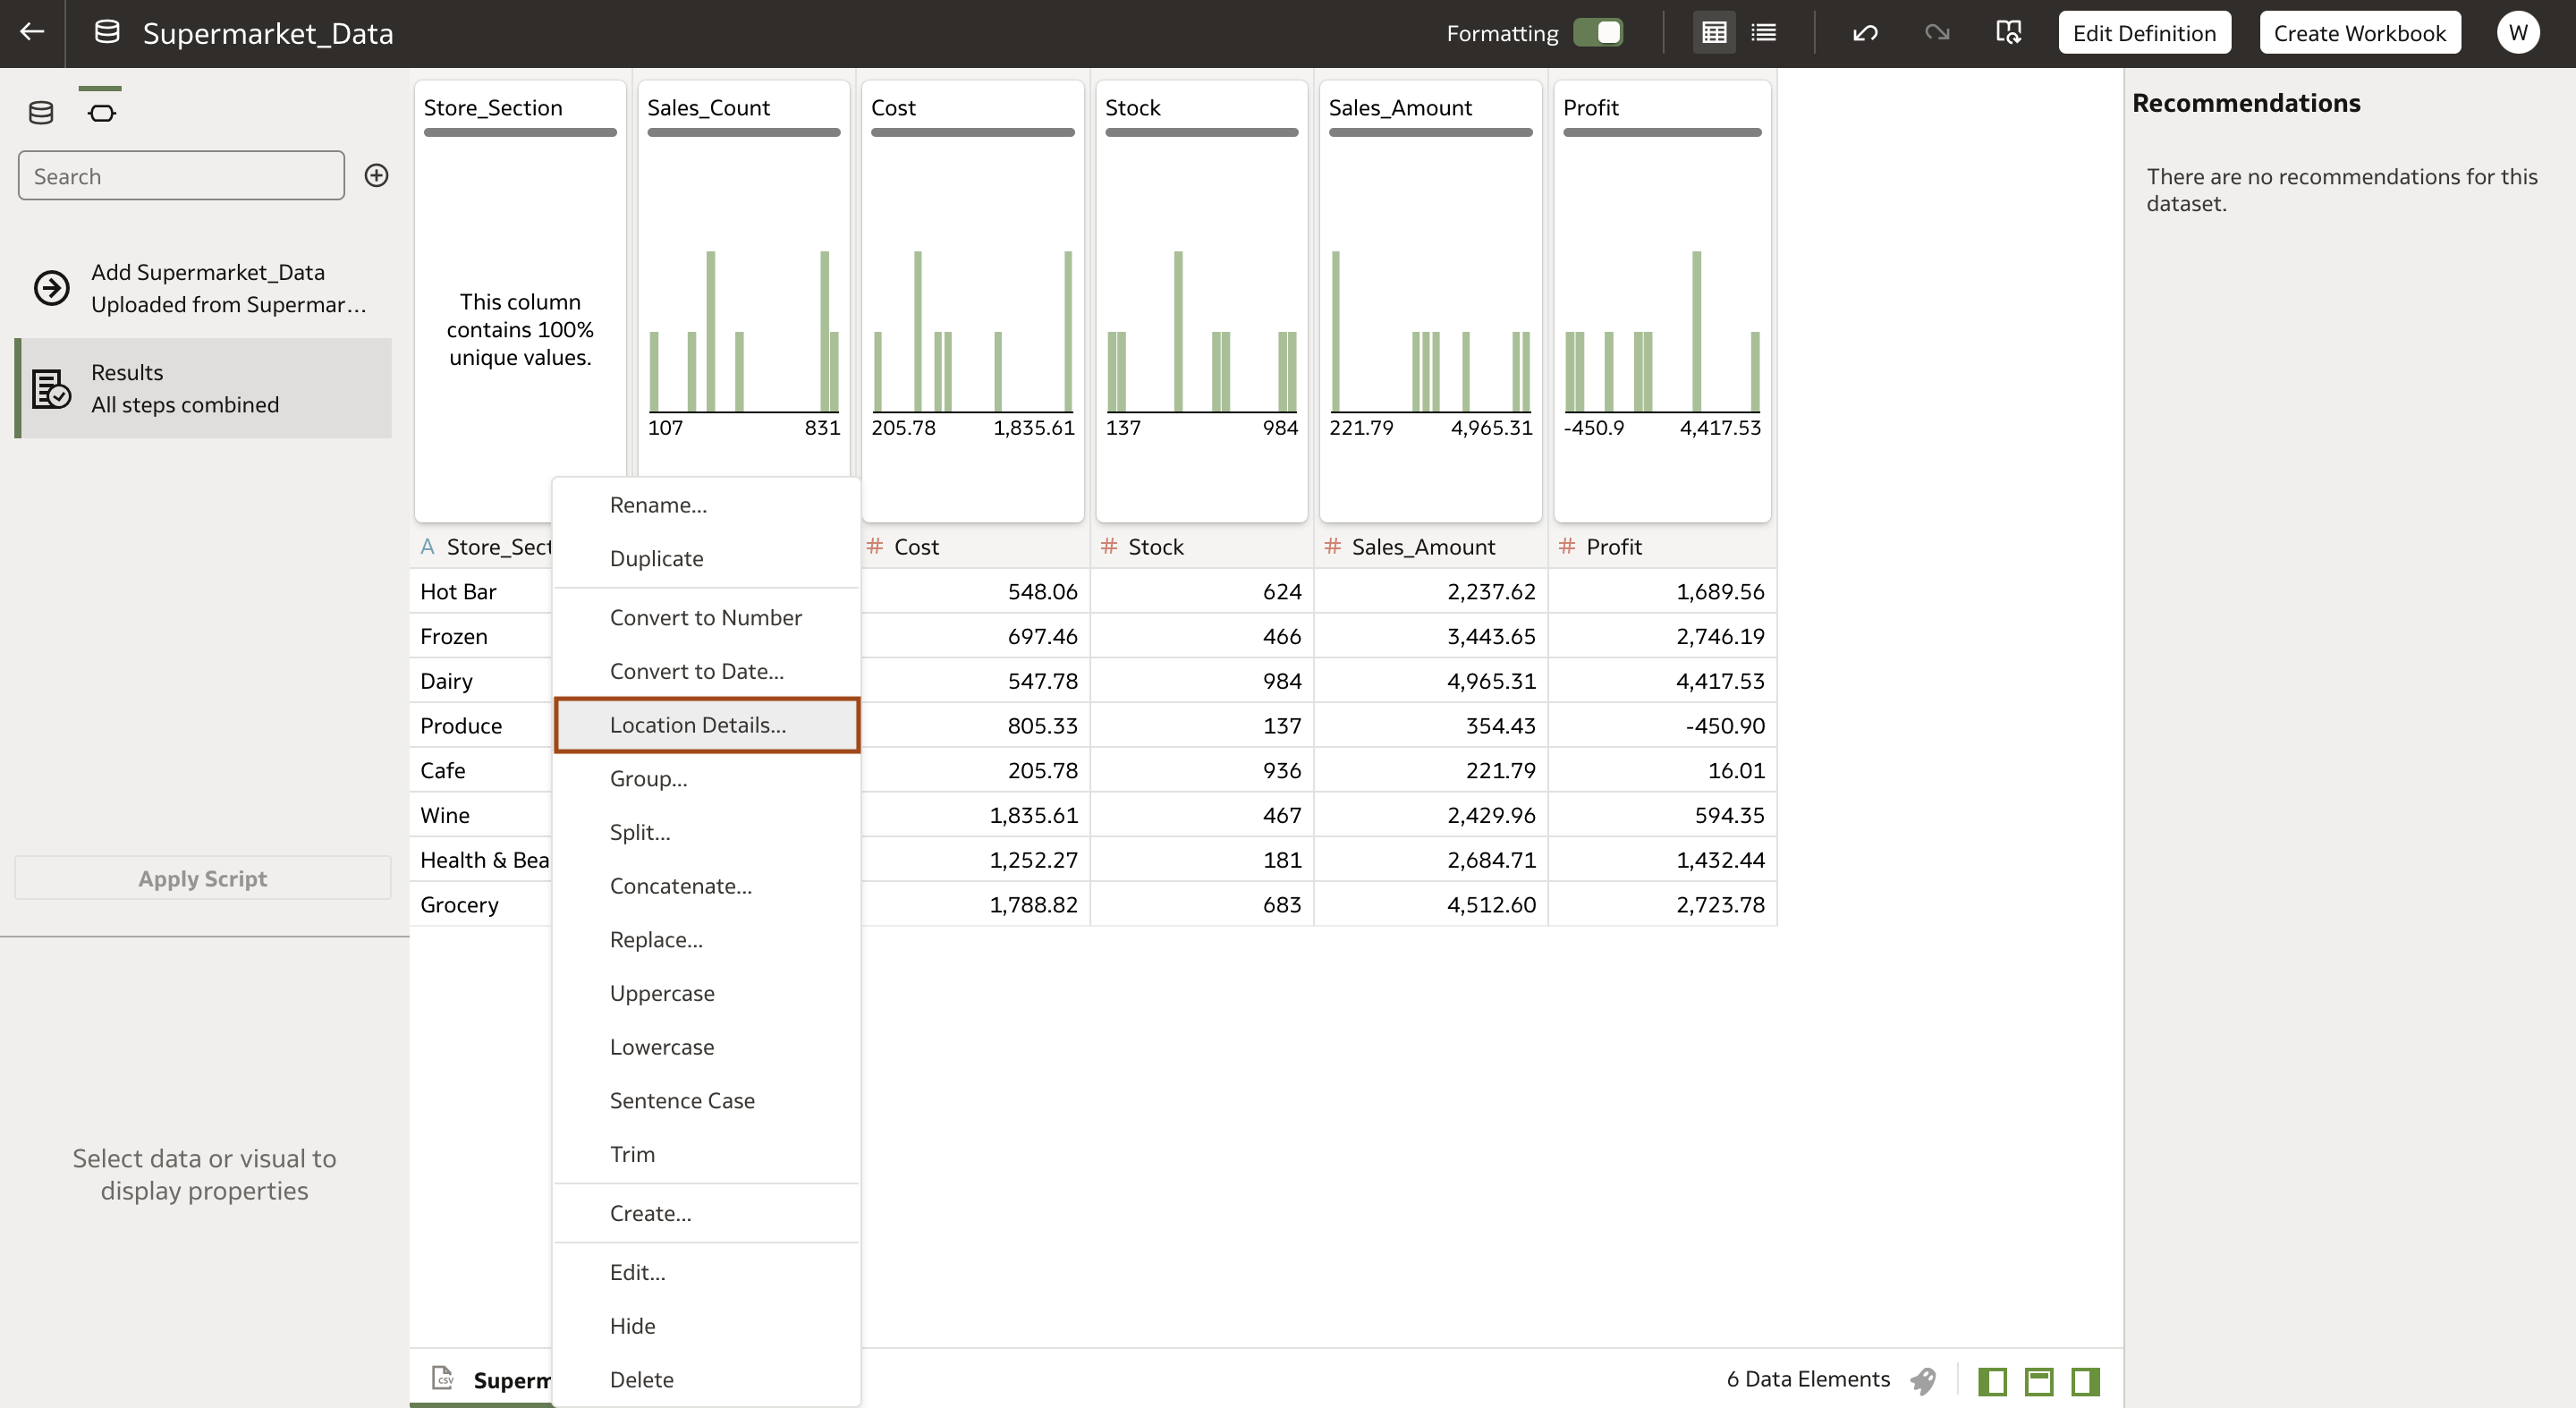 Supermarket_Data
Formatting
Edit Definition
Create Workbook
W
Search
Add Supermarket_Data
Uploaded from Supermar...
Results
All steps combined
Apply Script
Select data or visual to
display properties
Store_Section
This column
contains 100%
unique values.
Sales_Count
107 831
Cost
205.78 1,835.61
Stock
137 984
Sales_Amount
221.79 4,965.31
Profit
-450.9 4,417.53
A Store_Sect # Cost # Stock # Sales_Amount # Profit
Hot Bar 548.06 624 2,237.62 1,689.56
Frozen 697.46 466 3,443.65 2,746.19
Dairy 547.78 984 4,965.31 4,417.53
Produce 805.33 137 354.43 -450.90
Cafe 205.78 936 221.79 16.01
Wine 1,835.61 467 2,429.96 594.35
Health & Bea 1,252.27 181 2,684.71 1,432.44
Grocery 1,788.82 683 4,512.60 2,723.78
Rename...
Duplicate
Convert to Number
Convert to Date...
Location Details...
Group...
Split...
Concatenate...
Replace...
Uppercase
Lowercase
Sentence Case
Trim
Create...
Edit...
Hide
Delete
CSV Superm
6 Data Elements
Recommendations
There are no recommendations for this
dataset.